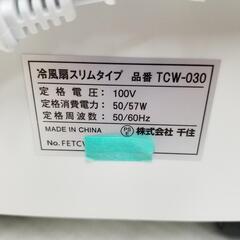 冷風扇スリムタイプ 品番 TCW-030
定格電圧: 100V
定格消費電力: 50/57W
定格周波数: 50/60Hz
MADE IN CHINA PSE 株式会社 千住
No. FETCW